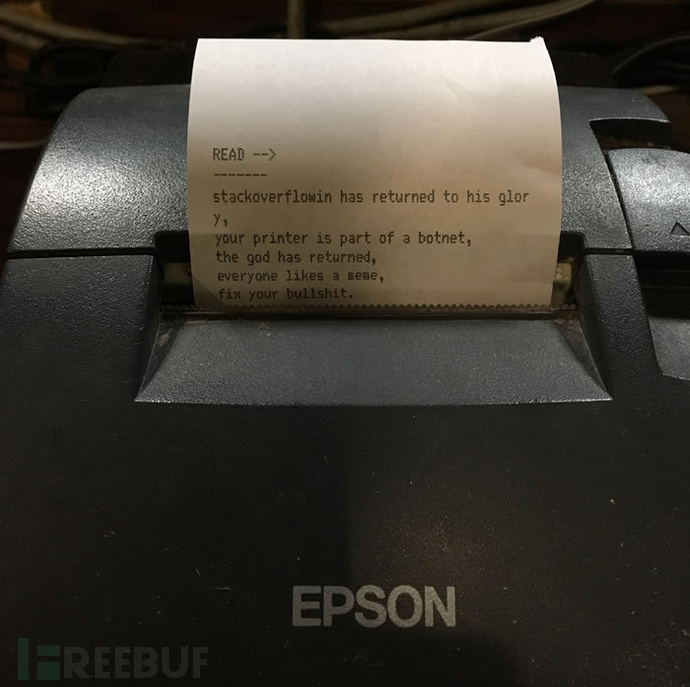 READ -->
-------
stackoverflowin has returned to his glor
y,
your printer is part of a botnet,
the god has returned,
everyone likes a meme,
fix your bullshit.
EPSON
FREEBUF